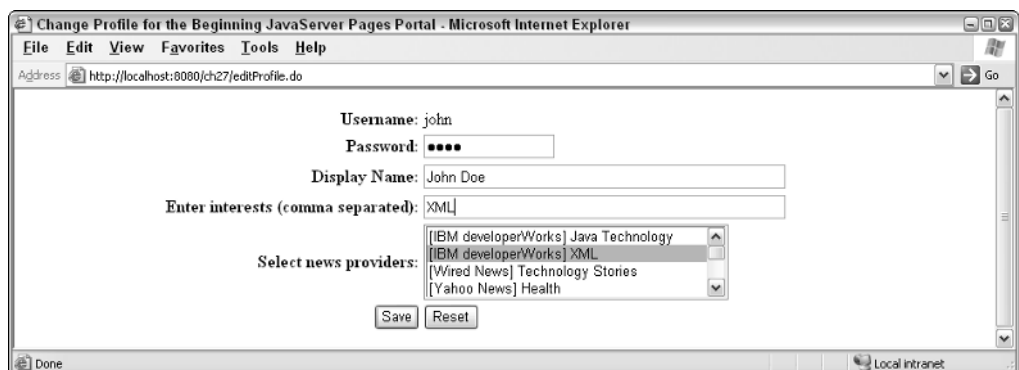 Change Profile for the Beginning JavaServer Pages Portal - Microsoft Internet Explorer
File Edit View Favorites Tools Help
Address http://localhost:8080/ch27/editProfile.do Go
Username: john
Password: ••••
Display Name: John Doe
Enter interests (comma separated): XML
Select news providers:
[IBM developerWorks] Java Technology
[IBM developerWorks] XML
[Wired News] Technology Stories
[Yahoo News] Health
Save Reset
Done Local intranet